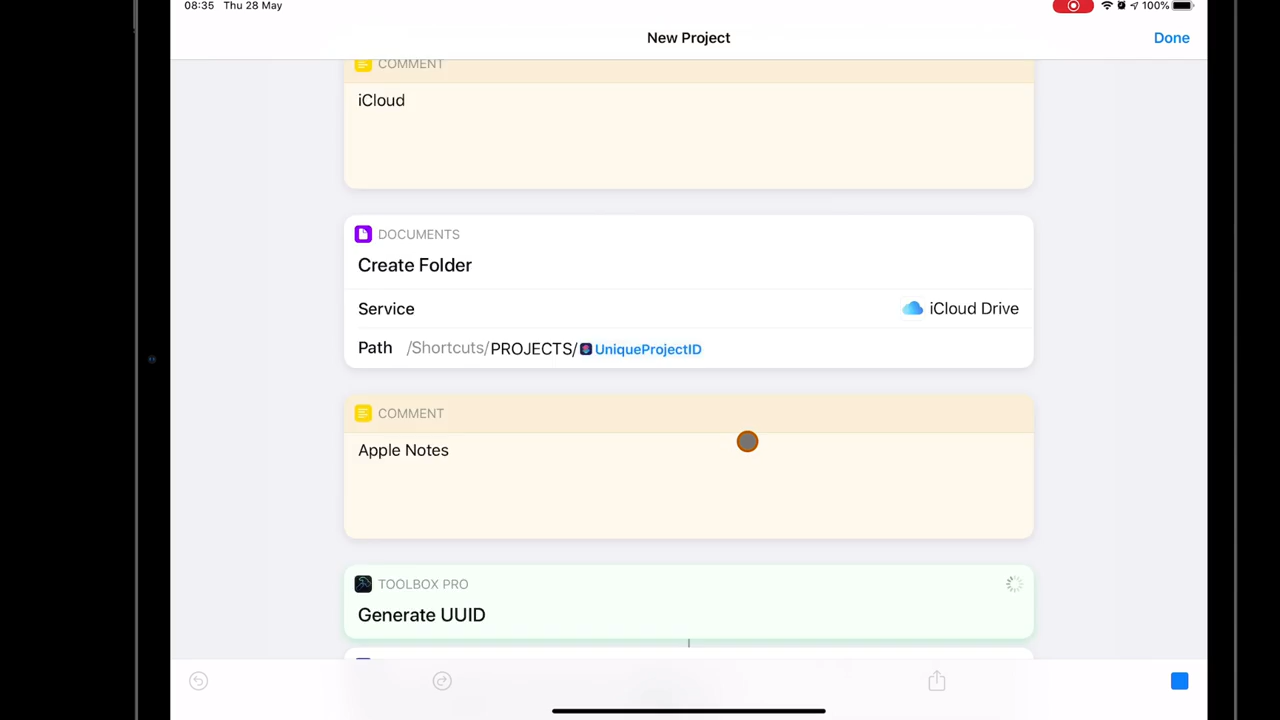 08:35 Thu 28 May
100%
New Project
Done
COMMENT
iCloud
DOCUMENTS
Create Folder
Service
iCloud Drive
Path /Shortcuts/PROJECTS/ UniqueProjectID
COMMENT
Apple Notes
TOOLBOX PRO
Generate UUID